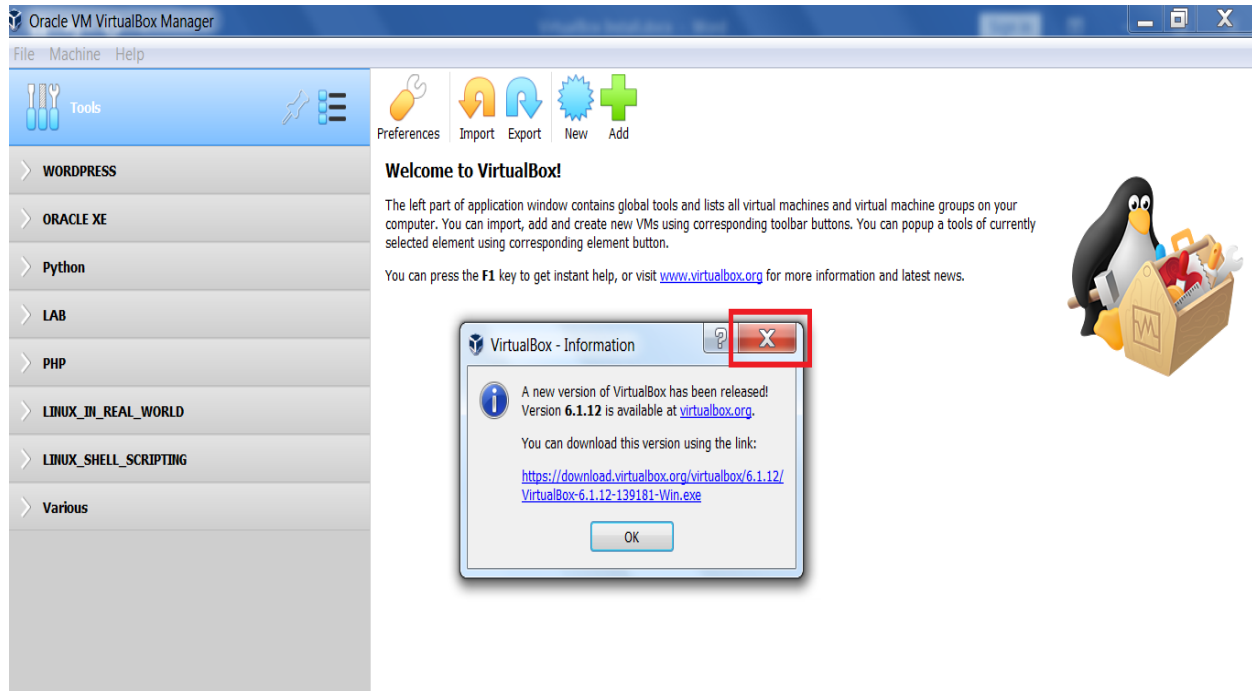 Oracle VM VirtualBox Manager
File Machine Help
Tools
Preferences Import Export New Add
WORDPRESS
ORACLE XE
Python
LAB
PHP
LINUX_IN_REAL_WORLD
LINUX_SHELL_SCRIPTING
Various
Welcome to VirtualBox!
The left part of application window contains global tools and lists all virtual machines and virtual machine groups on your
computer. You can import, add and create new VMs using corresponding toolbar buttons. You can popup a tools of currently
selected element using corresponding element button.
You can press the F1 key to get instant help, or visit www.virtualbox.org for more information and latest news.
VirtualBox - Information
A new version of VirtualBox has been released!
Version 6.1.12 is available at virtualbox.org.
You can download this version using the link:
https://download.virtualbox.org/virtualbox/6.1.12/
VirtualBox-6.1.12-139181-Win.exe
OK